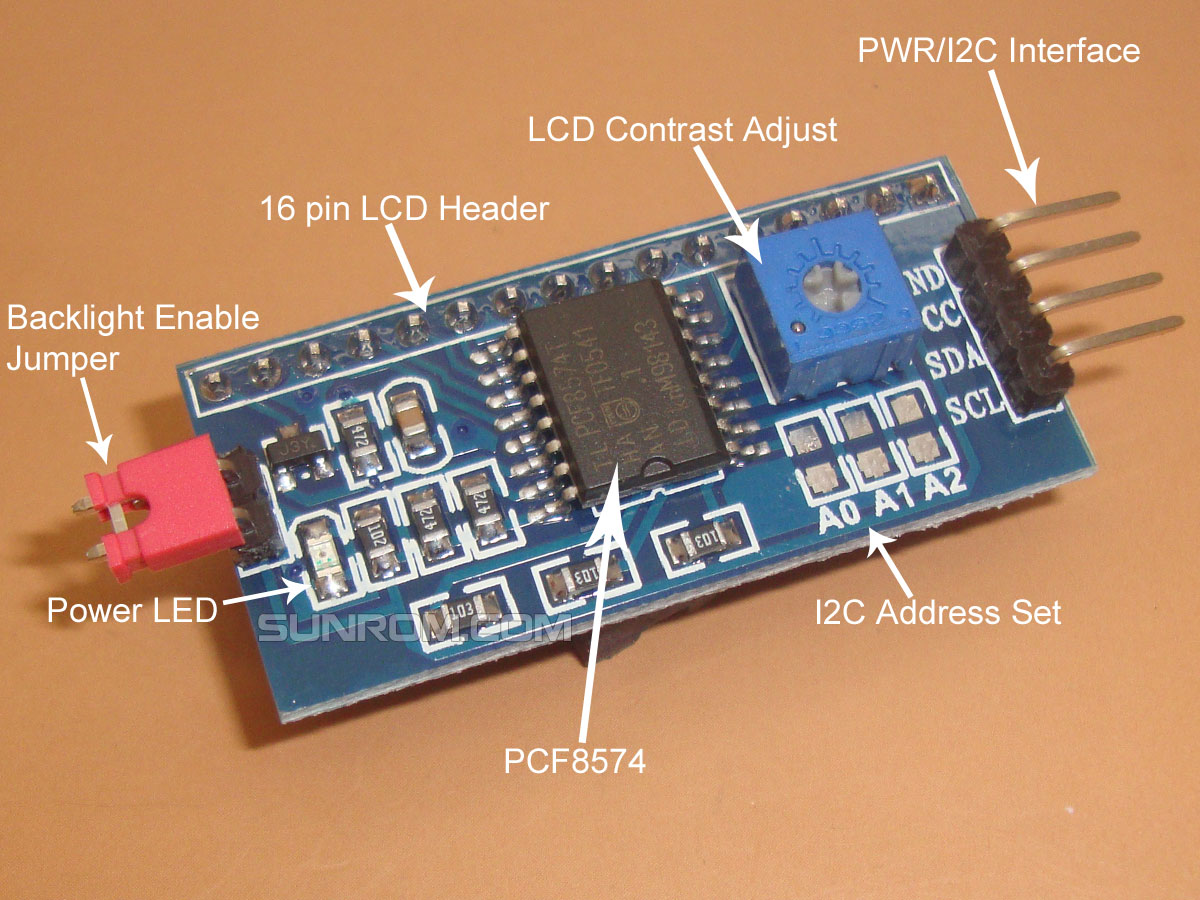 PWR/I2C Interface
LCD Contrast Adjust
16 pin LCD Header
Backlight Enable
Jumper
ND
CC
SDA
SCL
J3Y
472
102
472
472
103
103
103
A0 A1 A2
Power LED
I2C Address Set
SUNROM.COM
PCF8574